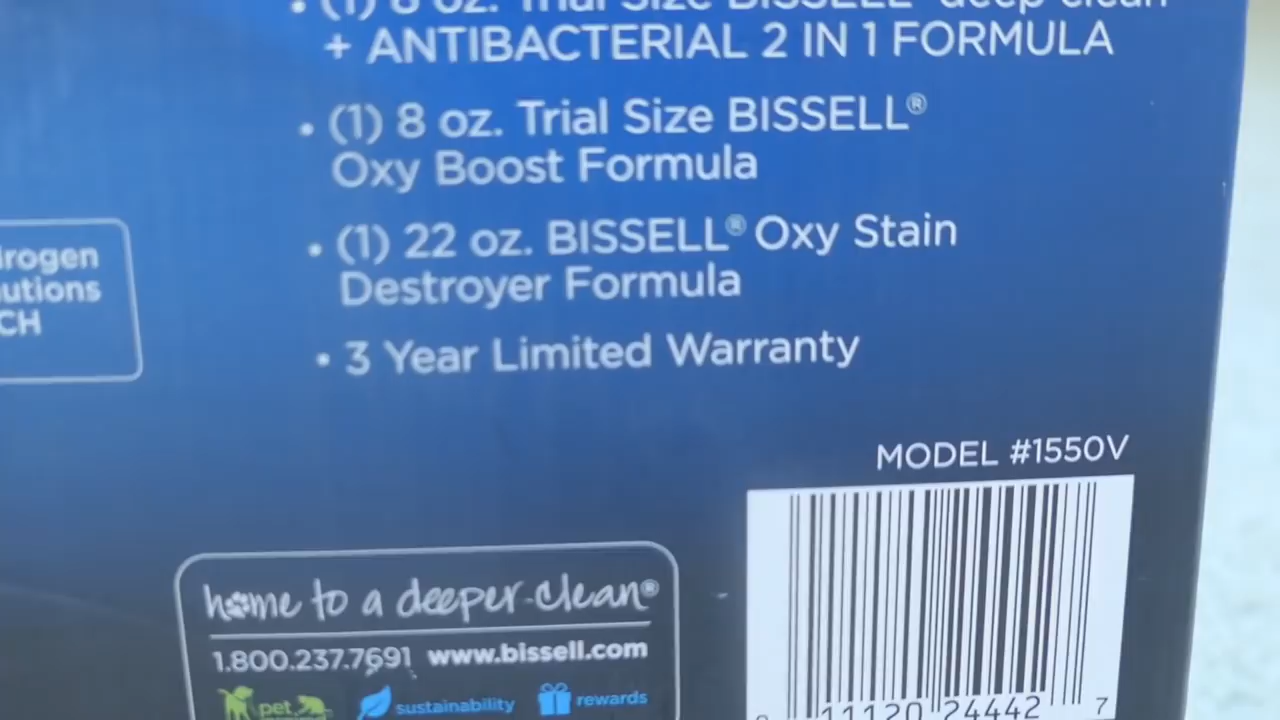 • (1) 8 oz. Trial Size BISSELL® deep clean
+ ANTIBACTERIAL 2 IN 1 FORMULA
• (1) 8 oz. Trial Size BISSELL®
Oxy Boost Formula
• (1) 22 oz. BISSELL® Oxy Stain
Destroyer Formula
• 3 Year Limited Warranty
drogen
utions
CH
MODEL #1550V
home to a deeper clean®
1.800.237.7691 www.bissell.com
pet sustainability rewards
11120 24442 7